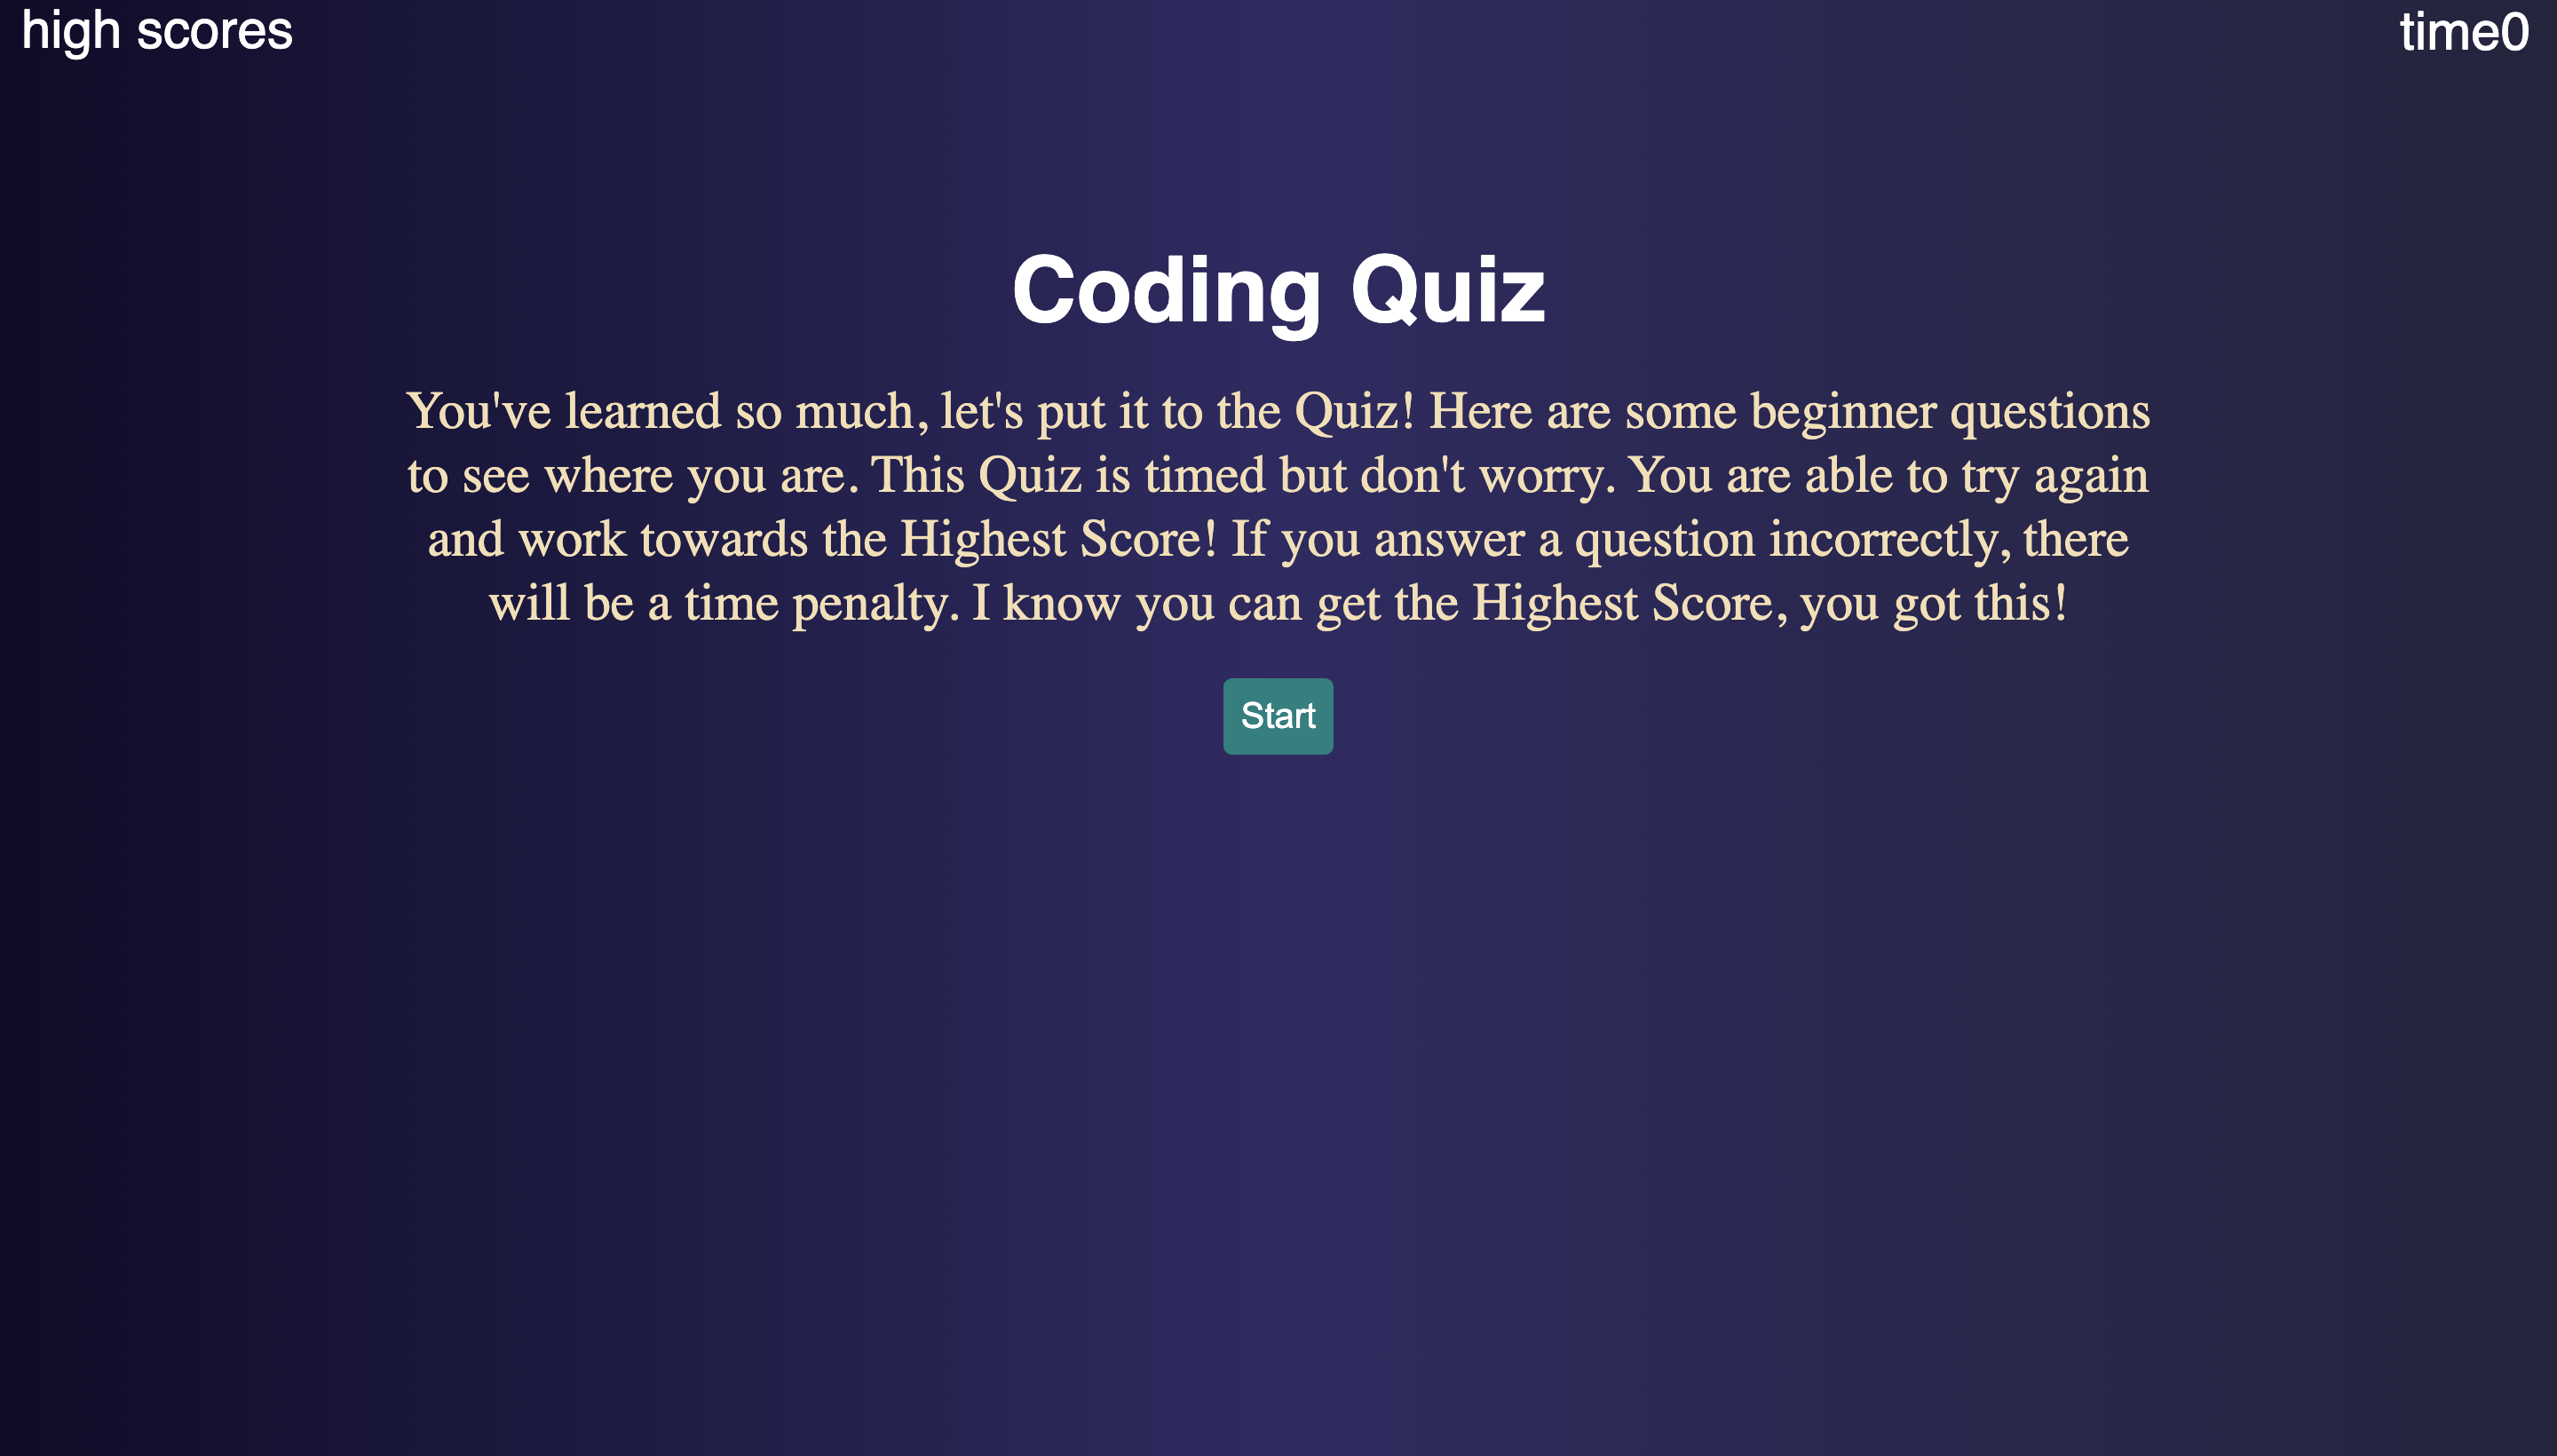 high scores
time0
Coding Quiz
You've learned so much, let's put it to the Quiz! Here are some beginner questions
to see where you are. This Quiz is timed but don't worry. You are able to try again
and work towards the Highest Score! If you answer a question incorrectly, there
will be a time penalty. I know you can get the Highest Score, you got this!
Start